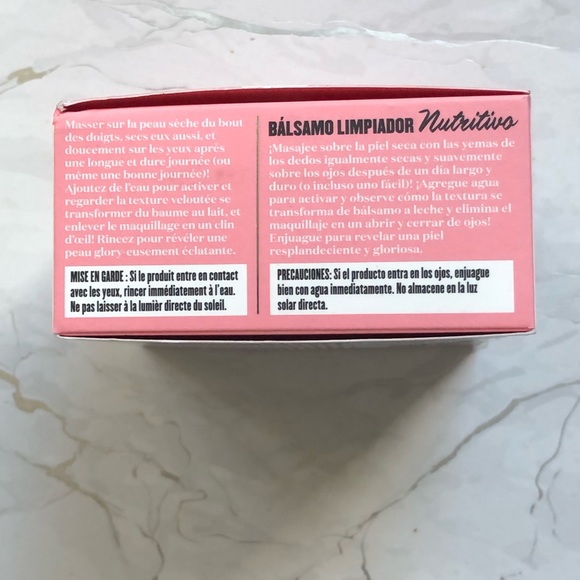 Masser sur la peau sèche du bout
des doigts, secs eux aussi, et
doucement sur les yeux après
une longue et dure journée (ou
même une bonne journée)!
Ajoutez de l'eau pour activer et
regarder la texture veloutée se
transformer du baume au lait, et
enlever le maquillage en un clin
d'œil! Rincez pour révéler une
peau glory-eusement éclatante.
MISE EN GARDE : Si le produit entre en contact
avec les yeux, rincer immédiatement à l'eau.
Ne pas laisser à la lumièr directe du soleil.
BÁLSAMO LIMPIADOR Nutritivo
¡Masajee sobre la piel seca con las yemas de
los dedos igualmente secas y suavemente
sobre los ojos después de un día largo y
duro (o incluso uno fácil)! ¡Agregue agua
para activar y observe cómo la textura se
transforma de bálsamo a leche y elimina el
maquillaje en un abrir y cerrar de ojos!
Enjuague para revelar una piel
resplandeciente y gloriosa.
PRECAUCIONES: Si el producto entra en los ojos, enjuague
bien con agua inmediatamente. No almacene en la luz
solar directa.